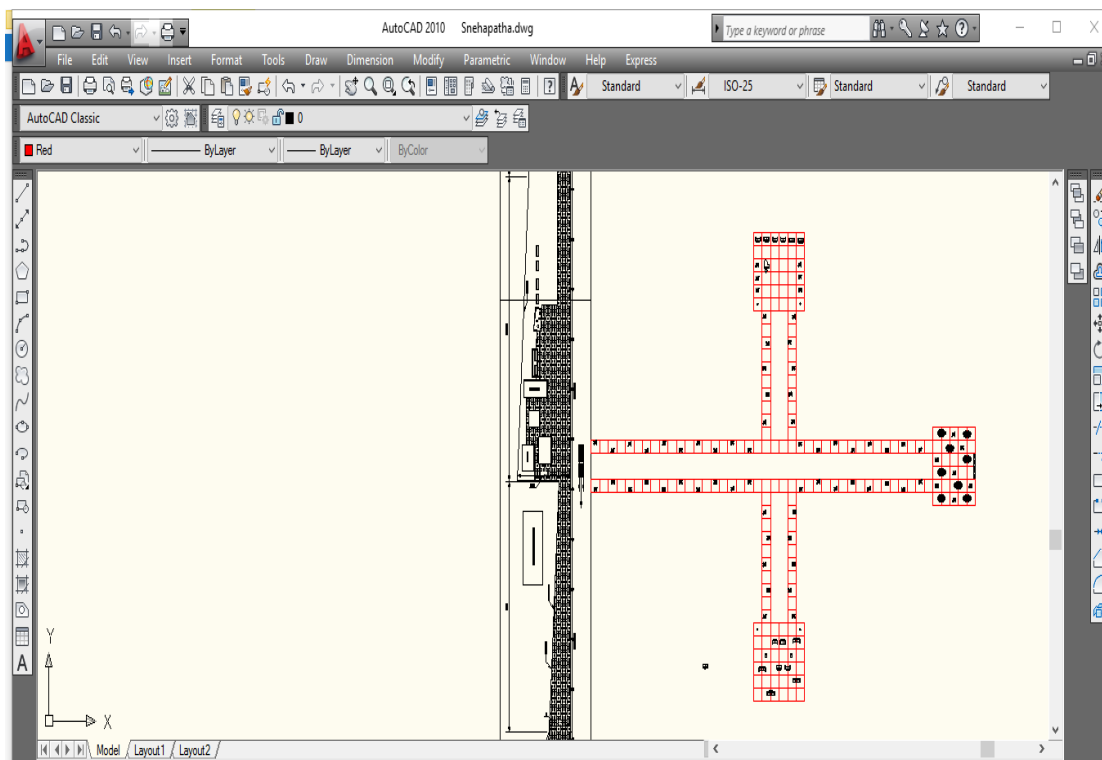 AutoCAD 2010 Snehapatha.dwg Type a keyword or phrase
File Edit View Insert Format Tools Draw Dimension Modify Parametric Window Help Express
Standard ISO-25 Standard Standard
AutoCAD Classic 0
Red ByLayer ByLayer ByColor
Y
X
A
Model Layout1 Layout2